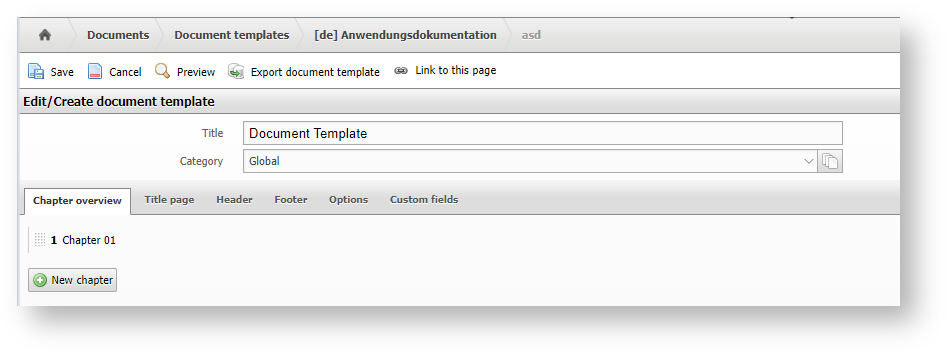 Documents Document templates [de] Anwendungsdokumentation asd
Save Cancel Preview Export document template Link to this page
Edit/Create document template
Title Document Template
Category Global
Chapter overview Title page Header Footer Options Custom fields
1 Chapter 01
New chapter